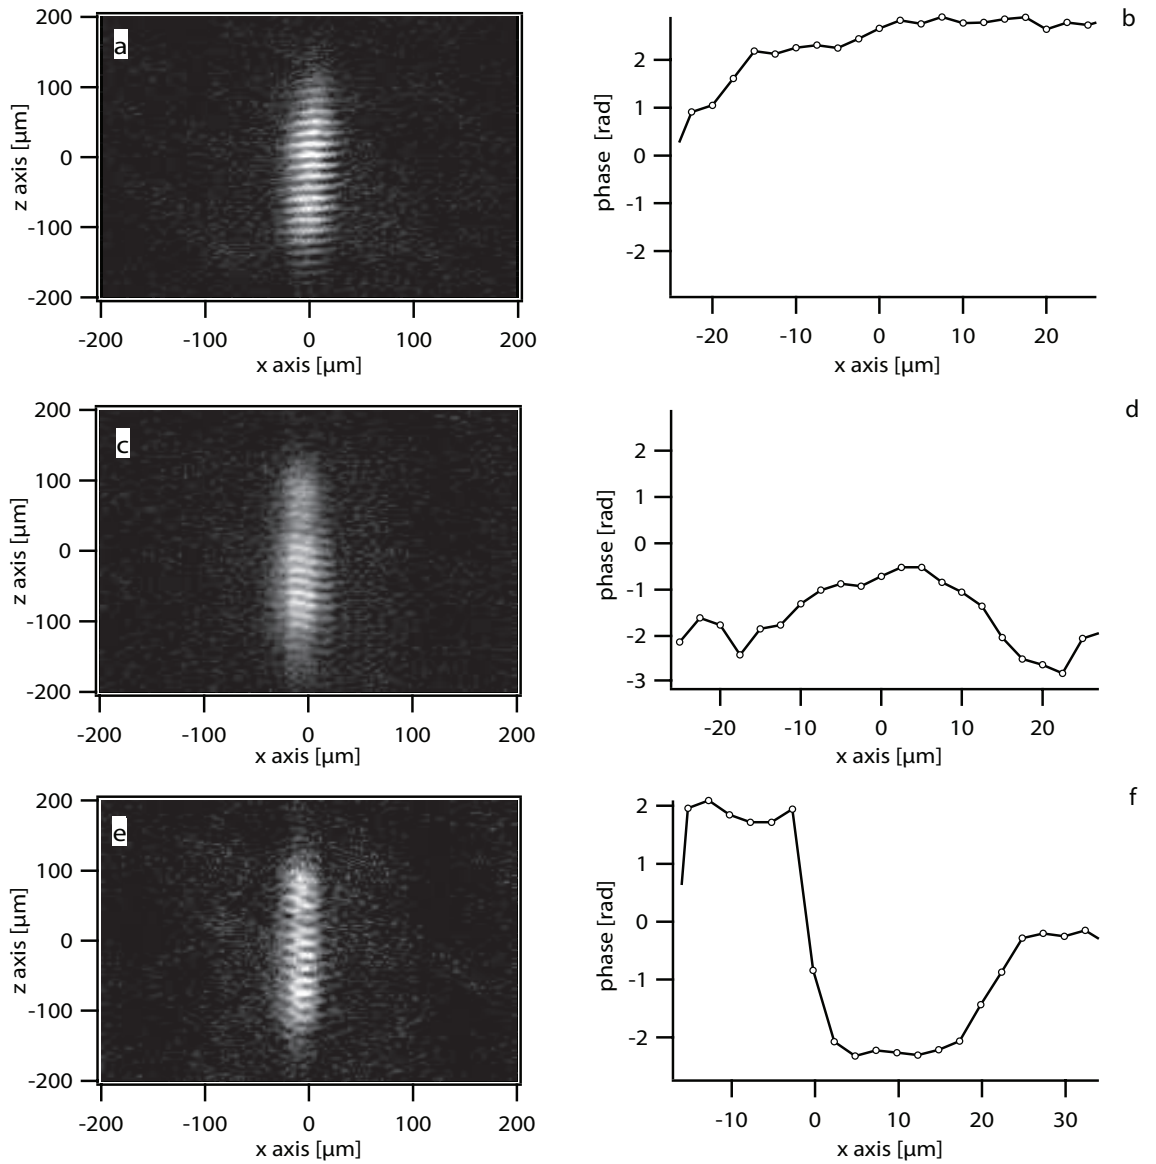 a
200
100
0
-100
-200
z axis [µm]
-200 -100 0 100 200
x axis [µm]
b
2
1
0
-1
-2
phase [rad]
-20 -10 0 10 20
x axis [µm]
c
200
100
0
-100
-200
z axis [µm]
-200 -100 0 100 200
x axis [µm]
d
2
1
0
-1
-2
-3
phase [rad]
-20 -10 0 10 20
x axis [µm]
e
200
100
0
-100
-200
z axis [µm]
-200 -100 0 100 200
x axis [µm]
f
2
1
0
-1
-2
phase [rad]
-10 0 10 20 30
x axis [µm]